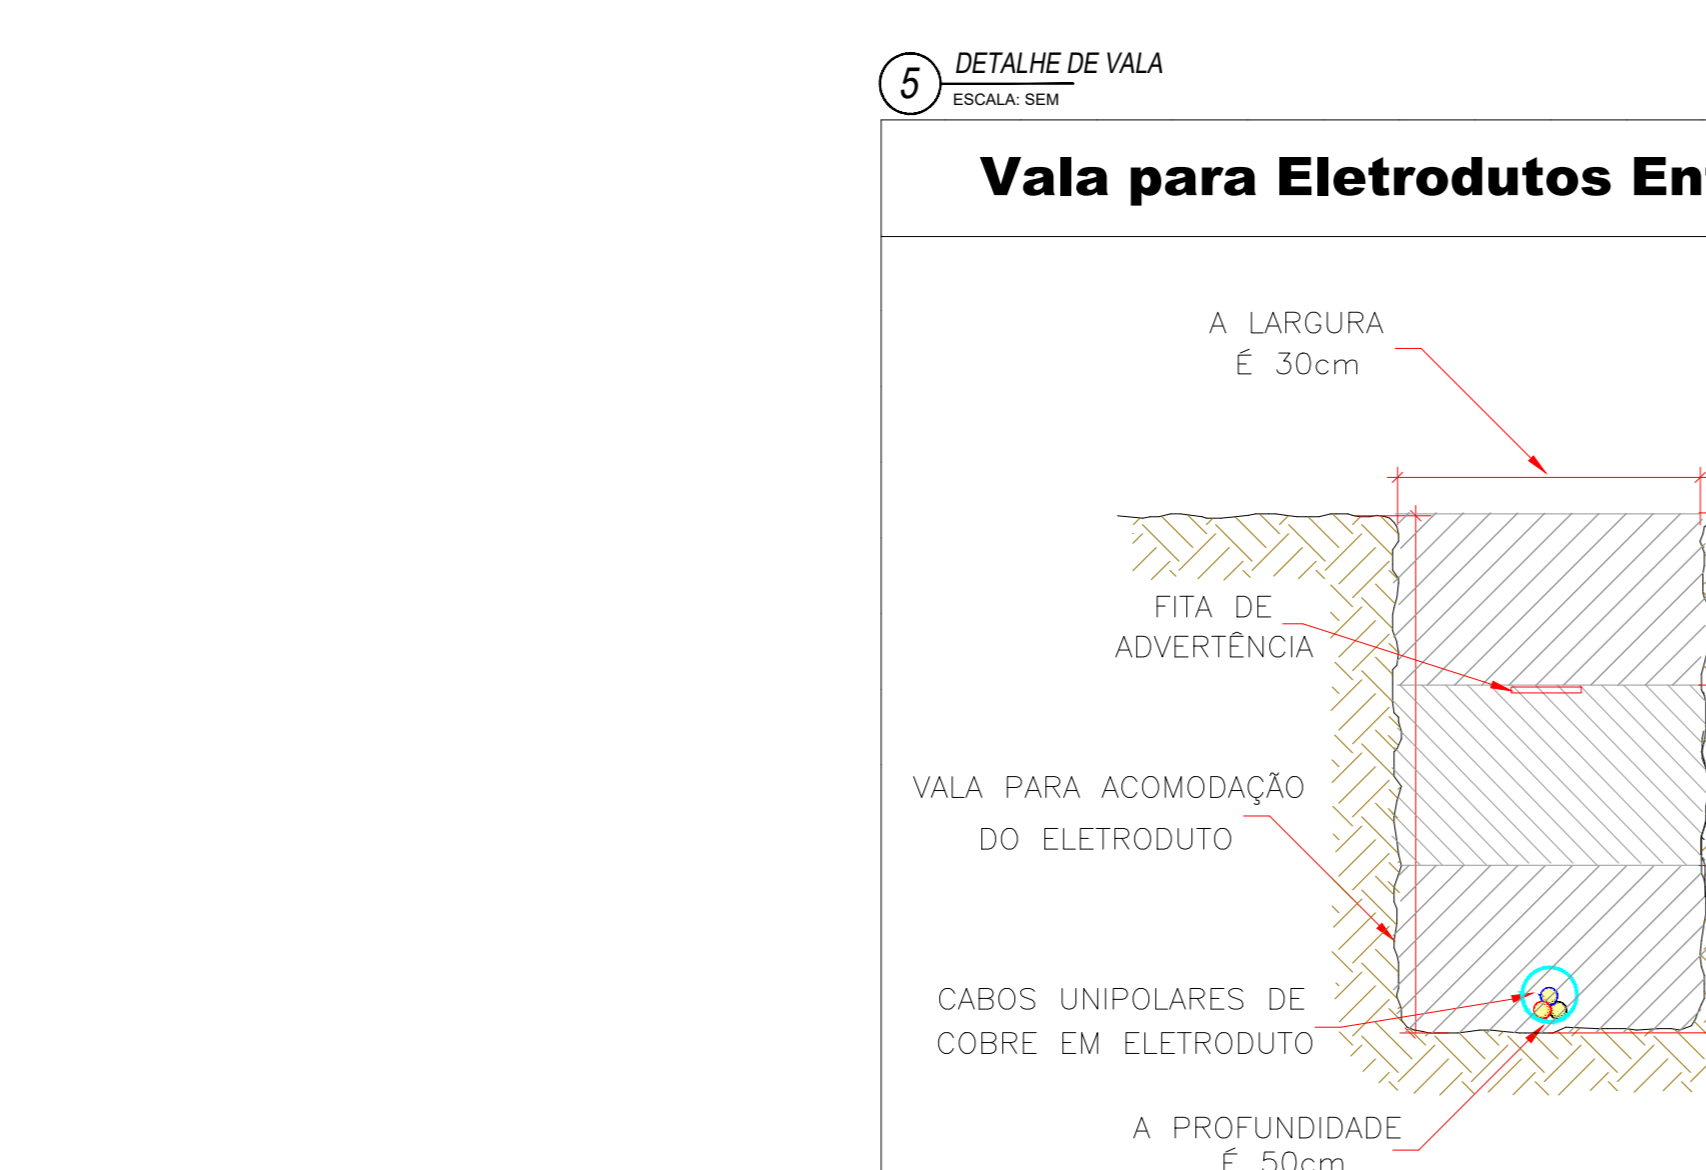 5
DETALHE DE VALA
ESCALA: SEM
Vala para Eletrodutos
A LARGURA
É 30cm
FITA DE
ADVERTÊNCIA
VALA PARA ACOMODAÇÃO
DO ELETRODUTO
CABOS UNIPOLARES DE
COBRE EM ELETRODUTO
A PROFUNDIDADE
É 50cm